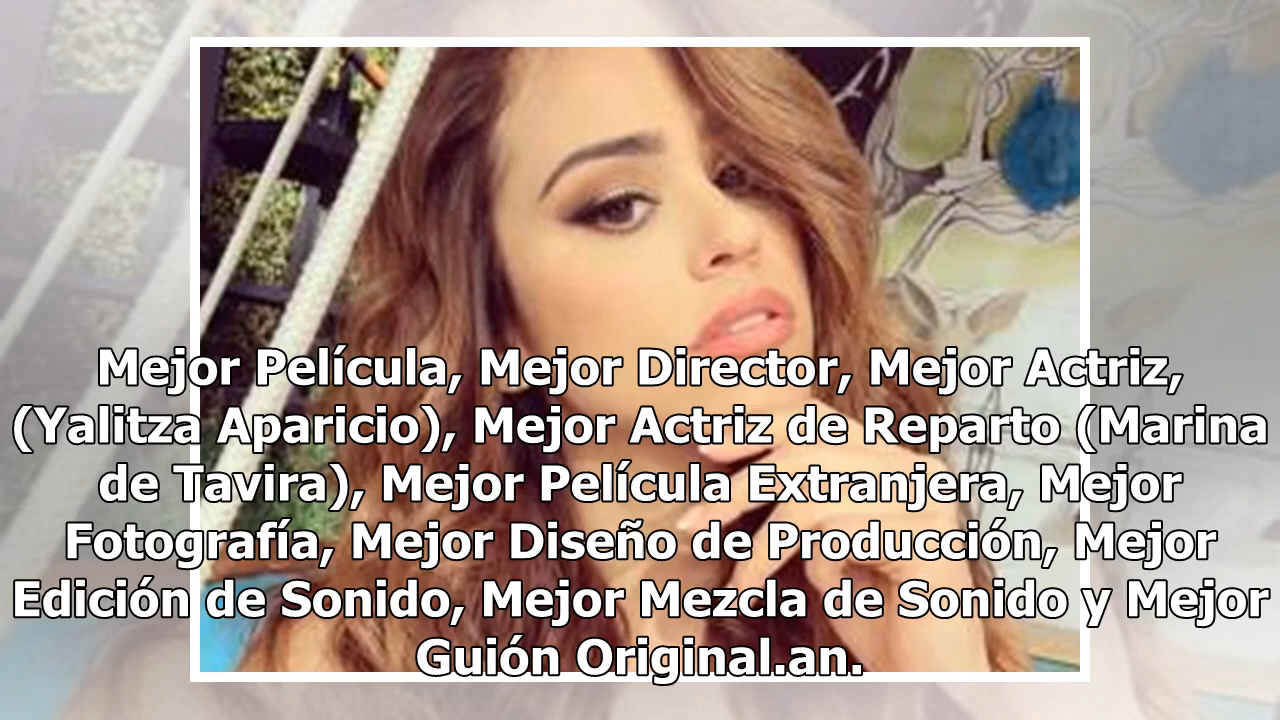 Mejor Película, Mejor Director, Mejor Actriz,
(Yalitza Aparicio), Mejor Actriz de Reparto (Marina
de Tavira), Mejor Película Extranjera, Mejor
Fotografía, Mejor Diseño de Producción, Mejor
Edición de Sonido, Mejor Mezcla de Sonido y Mejor
Guión Original.an.